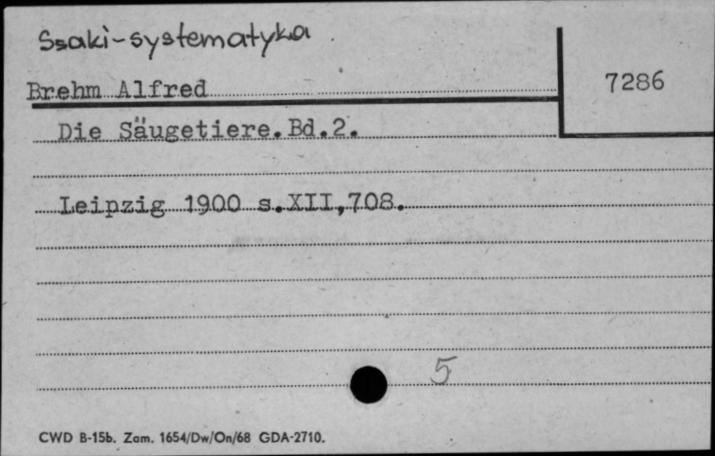 Ssaki-systematyka
7286
Brehm Alfred
Die Säugetiere.Bd.2.
Leipzig 1900 s.XII,708.
5
CWD B-15b. Zam. 1654/Dw/On/68 GDA-2710.